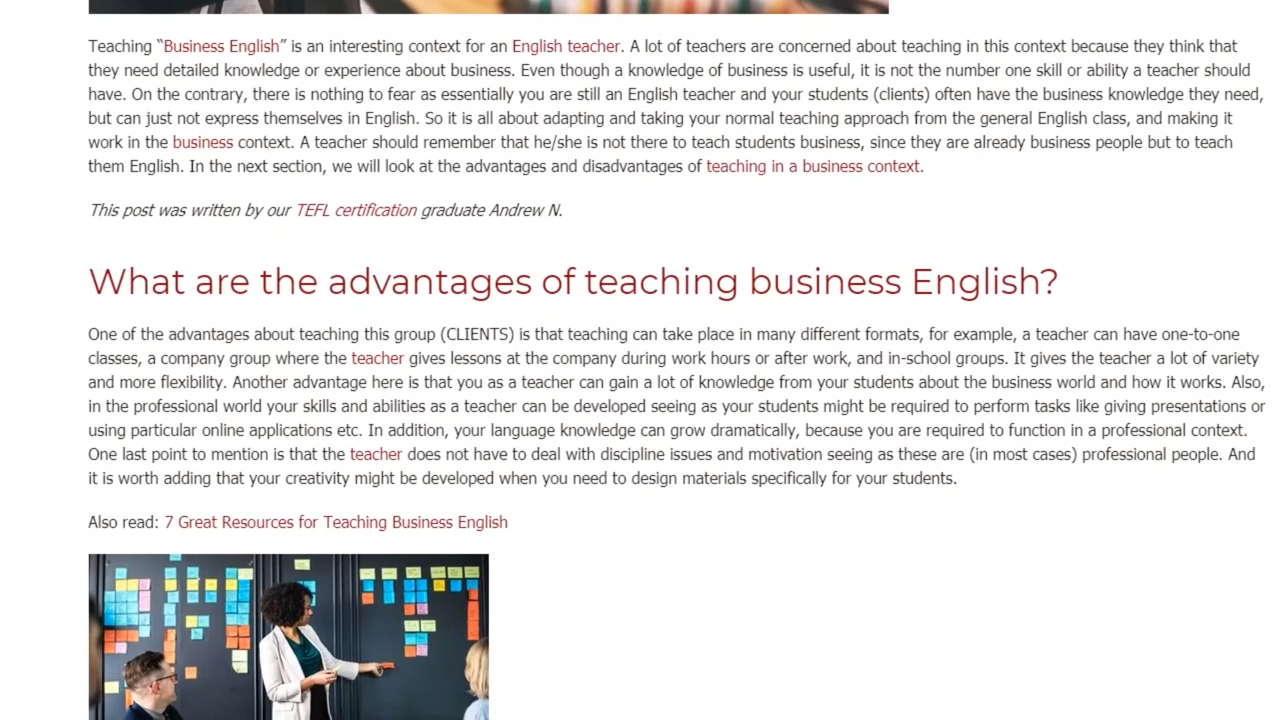 Teaching “Business English” is an interesting context for an English teacher. A lot of teachers are concerned about teaching in this context because they think that
they need detailed knowledge or experience about business. Even though a knowledge of business is useful, it is not the number one skill or ability a teacher should
have. On the contrary, there is nothing to fear as essentially you are still an English teacher and your students (clients) often have the business knowledge they need,
but can just not express themselves in English. So it is all about adapting and taking your normal teaching approach from the general English class, and making it
work in the business context. A teacher should remember that he/she is not there to teach students business, since they are already business people but to teach
them English. In the next section, we will look at the advantages and disadvantages of teaching in a business context.
This post was written by our TEFL certification graduate Andrew N.
What are the advantages of teaching business English?
One of the advantages about teaching this group (CLIENTS) is that teaching can take place in many different formats, for example, a teacher can have one-to-one
classes, a company group where the teacher gives lessons at the company during work hours or after work, and in-school groups. It gives the teacher a lot of variety
and more flexibility. Another advantage here is that you as a teacher can gain a lot of knowledge from your students about the business world and how it works. Also,
in the professional world your skills and abilities as a teacher can be developed seeing as your students might be required to perform tasks like giving presentations or
using particular online applications etc. In addition, your language knowledge can grow dramatically, because you are required to function in a professional context.
One last point to mention is that the teacher does not have to deal with discipline issues and motivation seeing as these are (in most cases) professional people. And
it is worth adding that your creativity might be developed when you need to design materials specifically for your students.
Also read: 7 Great Resources for Teaching Business English